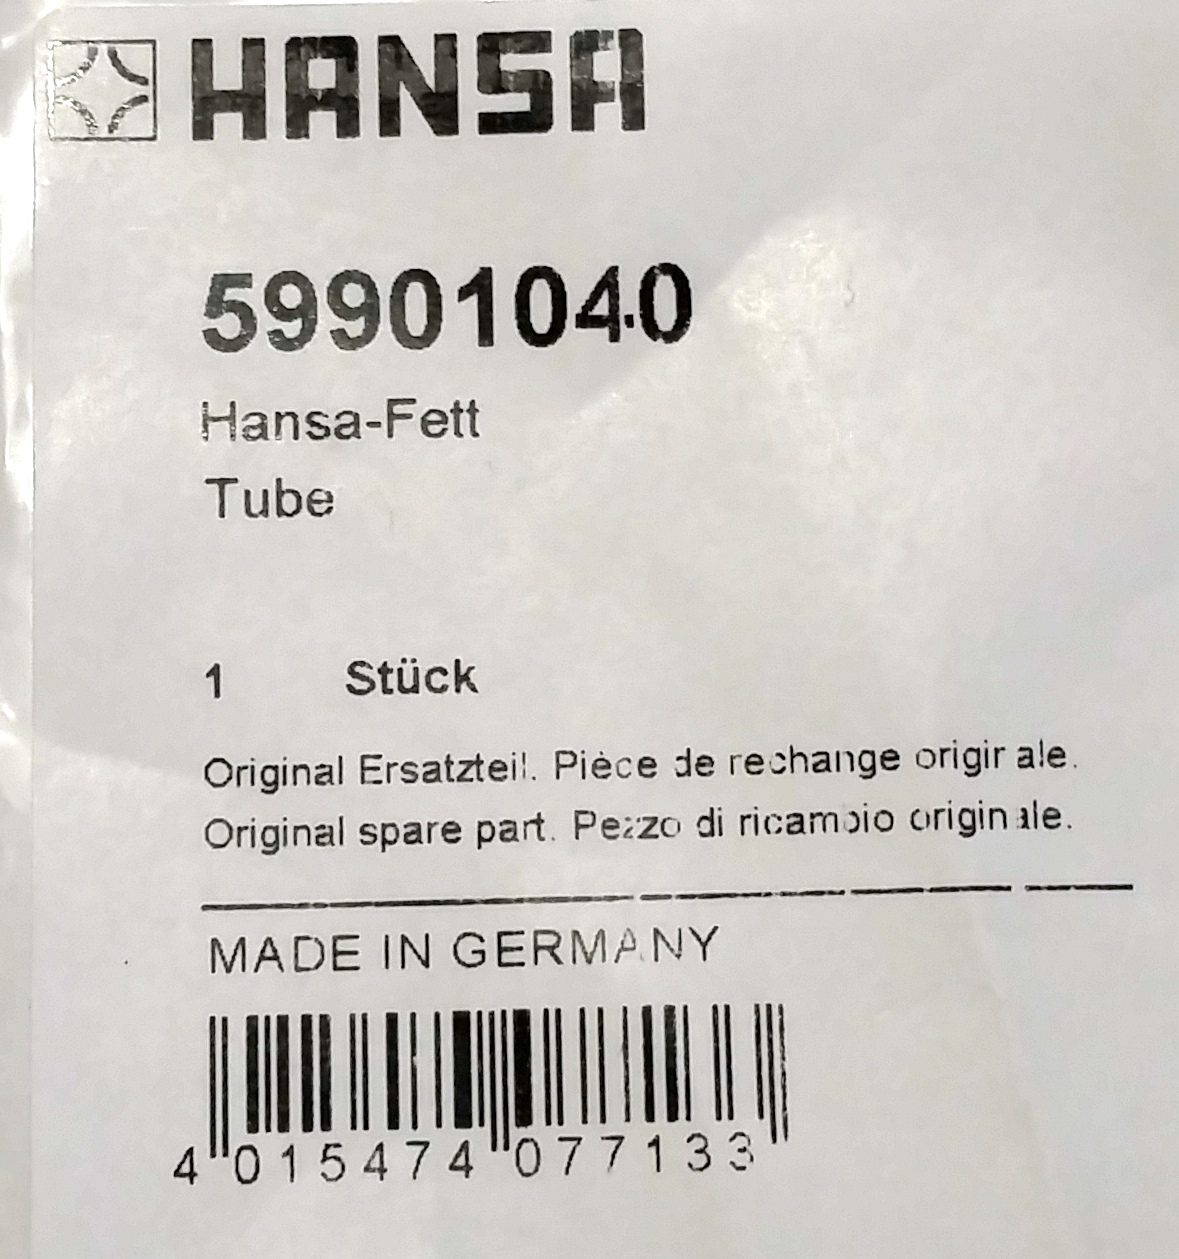 HANSA
59901040
Hansa-Fett
Tube
1 Stück
Original Ersatzteil. Pièce de rechange originale.
Original spare part. Pezzo di ricambio originale.
MADE IN GERMANY
4 015474 077133